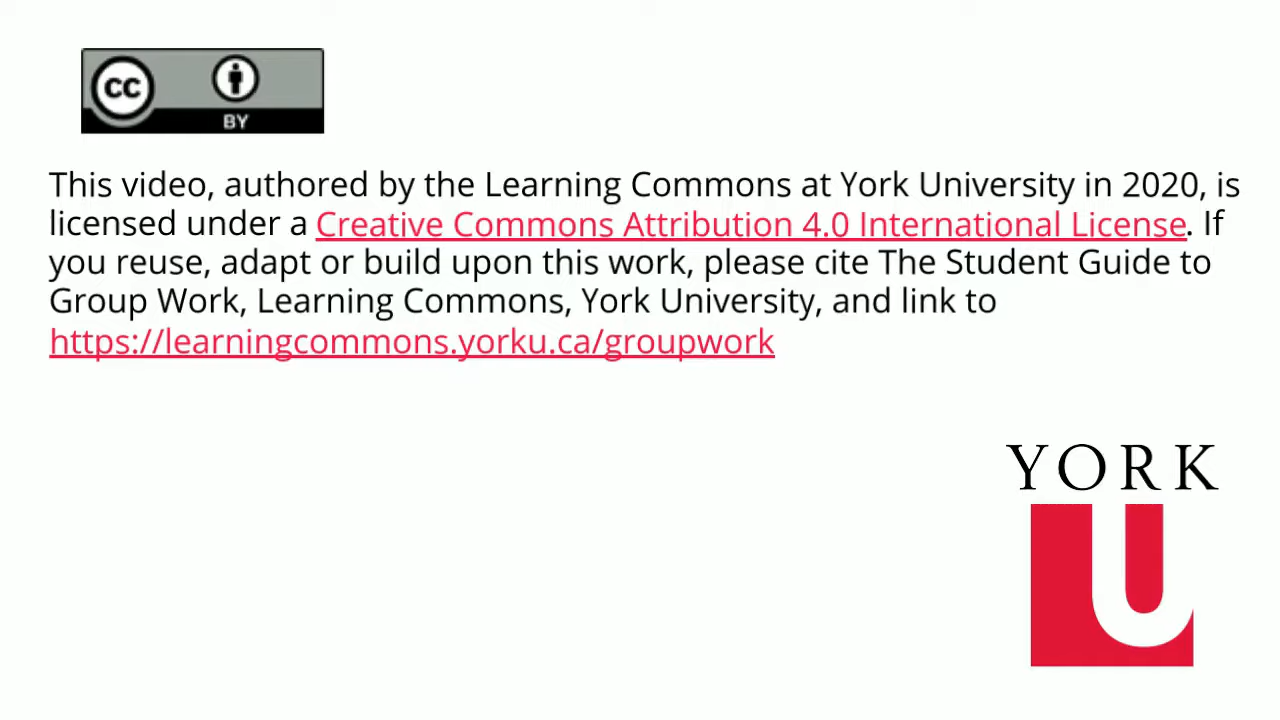 CC
BY
This video, authored by the Learning Commons at York University in 2020, is
licensed under a Creative Commons Attribution 4.0 International License. If
you reuse, adapt or build upon this work, please cite The Student Guide to
Group Work, Learning Commons, York University, and link to
https://learningcommons.yorku.ca/groupwork
YORK
U